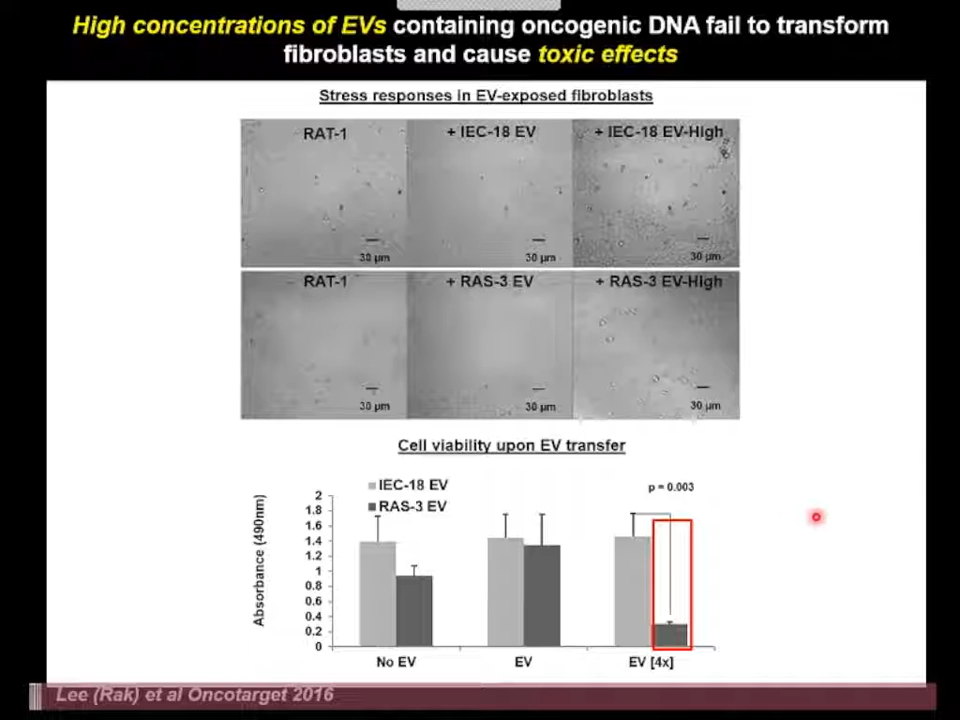 High concentrations of EVs containing oncogenic DNA fail to transform
fibroblasts and cause toxic effects
Stress responses in EV-exposed fibroblasts
RAT-1
+ IEC-18 EV
+ IEC-18 EV-High
30 µm
30 µm
30 µm
RAT-1
+ RAS-3 EV
+ RAS-3 EV-High
30 µm
30 µm
30 µm
Cell viability upon EV transfer
IEC-18 EV
RAS-3 EV
p = 0.003
Absorbance (490nm)
2
1.8
1.6
1.4
1.2
1
0.8
0.6
0.4
0.2
0
No EV
EV
EV [4x]
Lee (Rak) et al Oncotarget 2016